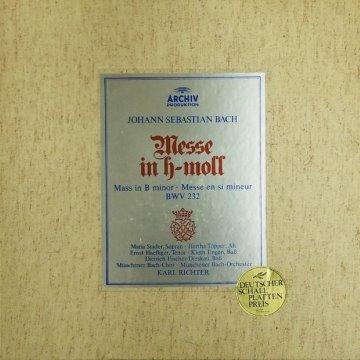 ARCHIV
PRODUKTION
JOHANN SEBASTIAN BACH
Messe
in h-moll
Mass in B minor · Messe en si mineur
BWV 232
Maria Stader, Sopran · Hertha Töpper, Alt
Ernst Haefliger, Tenor · Kieth Engen, Baß
Dietrich Fischer-Dieskau, Baß
Münchener Bach-Chor · Münchener Bach-Orchester
KARL RICHTER
DEUTSCHER
SCHALL
PLATTEN
PREIS